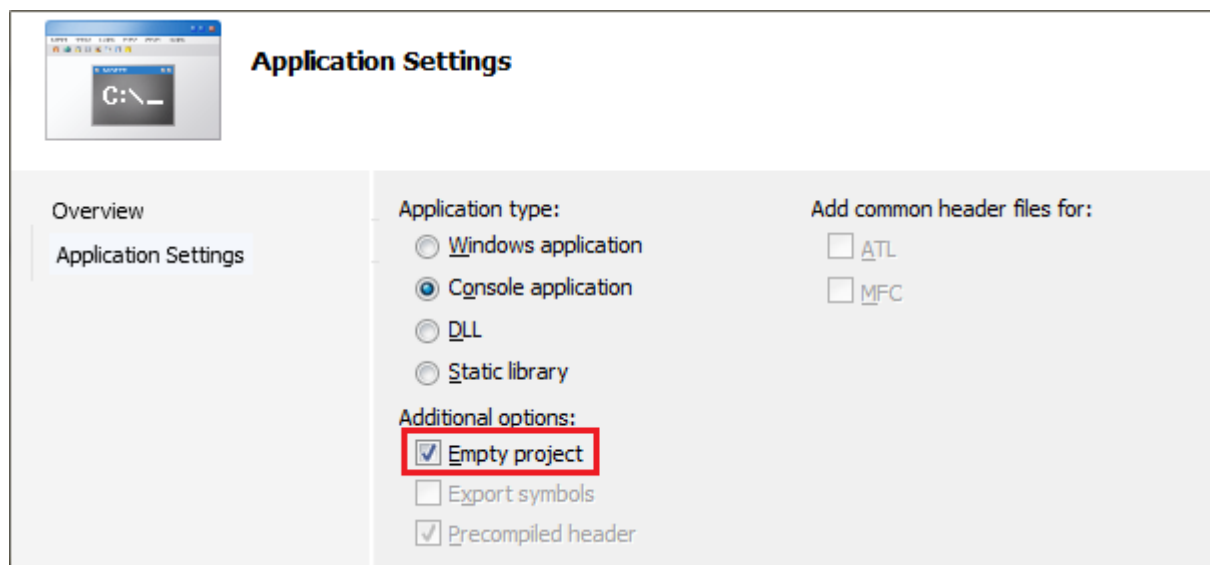 C:\_
Application Settings
Overview
Application Settings
Application type:
Windows application
Console application
DLL
Static library
Additional options:
Empty project
Export symbols
Precompiled header
Add common header files for:
ATL
MFC